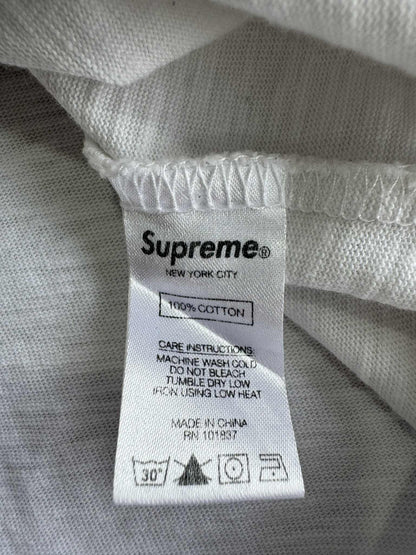 Supreme®
NEW YORK CITY
100% COTTON
CARE INSTRUCTIONS:
MACHINE WASH COLD
DO NOT BLEACH
TUMBLE DRY LOW
IRON USING LOW HEAT
MADE IN CHINA
RN 101837
30°